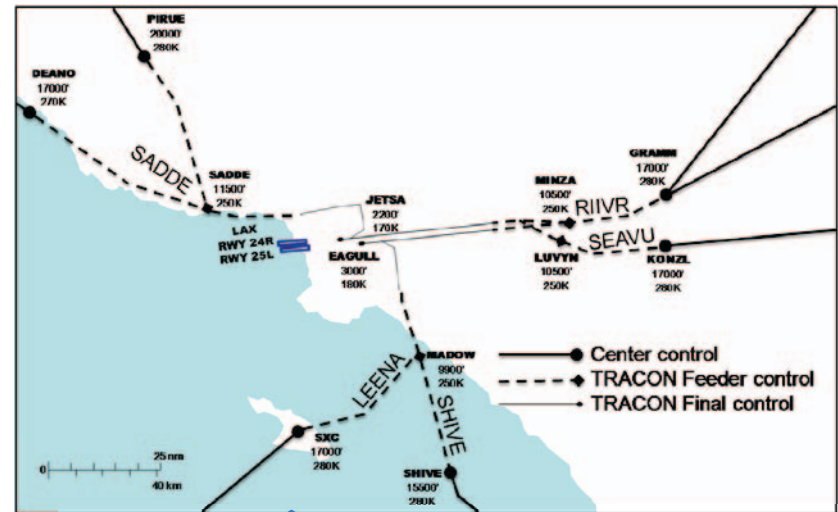 PIRUE
20000'
280K
DEANO
17000'
270K
SADDE
SADDE
11500'
250K
LAX
RWY 24R
RWY 25L
JETSA
2200'
170K
EAGULL
3000'
180K
MINZA
10500'
250K
RIIVR
GRAMM
17000'
280K
SEAVU
LUVYN
10500'
250K
KONZL
17000'
280K
MADOW
9900'
250K
LEENA
SHIVE
SXC
17000'
280K
SHIVE
15500'
280K
Center control
TRACON Feeder control
TRACON Final control
0
25 nm
40 km